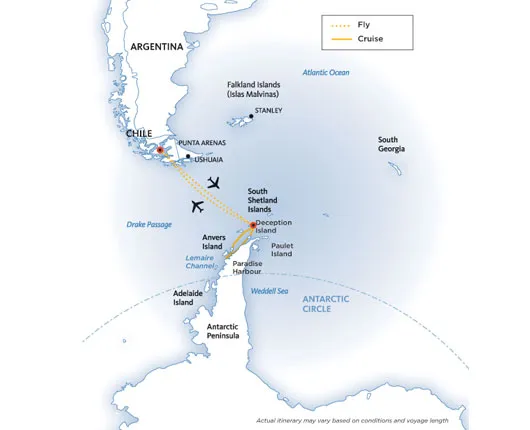 Fly
Cruise
ARGENTINA
Atlantic Ocean
Falkland Islands
(Islas Malvinas)
STANLEY
CHILE
PUNTA ARENAS
USHUAIA
South
Georgia
South
Shetland
Islands
Deception
Island
Drake Passage
Anvers
Island
Paulet
Island
Lemaire
Channel
Paradise
Harbour
Adelaide
Island
Weddell Sea
ANTARCTIC
CIRCLE
Antarctic
Peninsula
Actual itinerary may vary based on conditions and voyage length